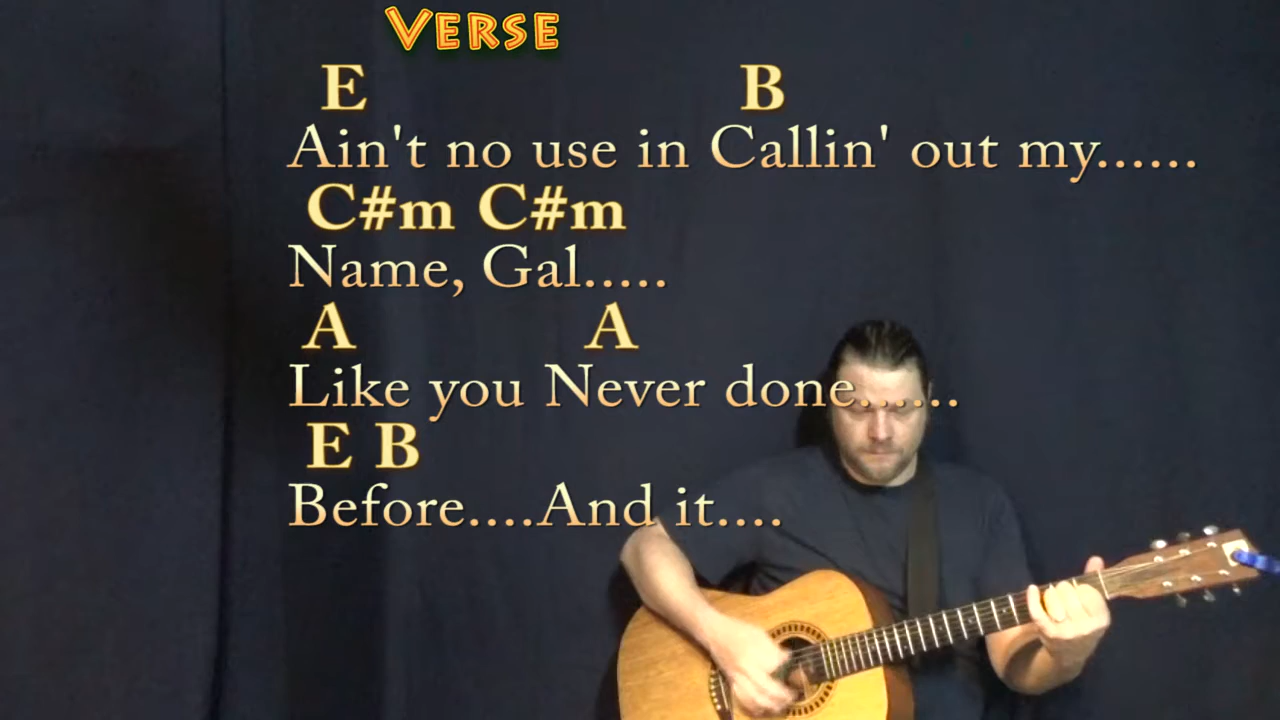 VERSE
E B
Ain't no use in Callin' out my......
C#m C#m
Name, Gal.....
A A
Like you Never done......
E B
Before....And it....